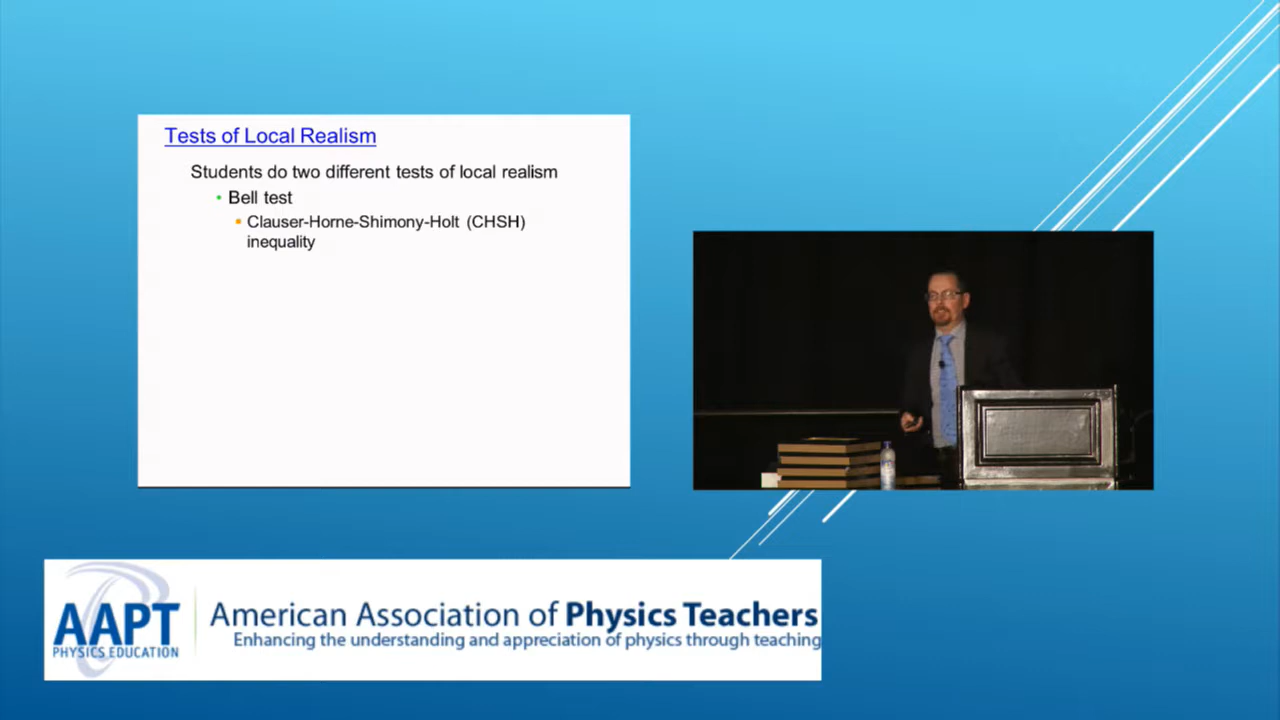 Tests of Local Realism
Students do two different tests of local realism
• Bell test
▪ Clauser-Horne-Shimony-Holt (CHSH)
inequality
AAPT
PHYSICS EDUCATION
American Association of Physics Teachers
Enhancing the understanding and appreciation of physics through teaching